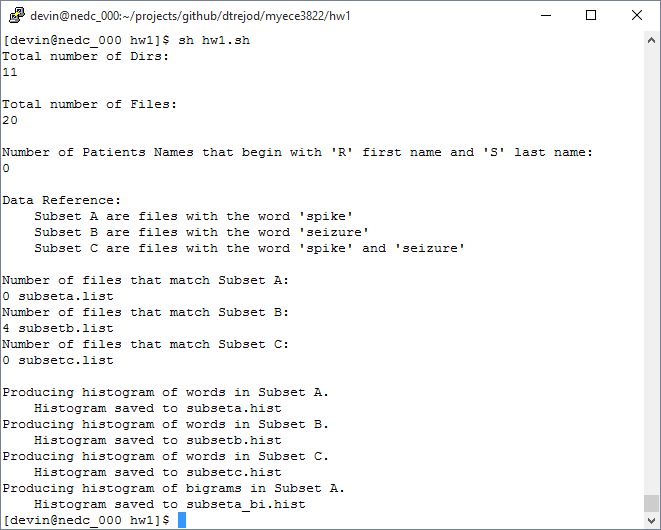 devin@nedc_000:~/projects/github/dtrejod/myece3822/hw1
[devin@nedc_000 hw1]$ sh hw1.sh
Total number of Dirs:
11
Total number of Files:
20
Number of Patients Names that begin with 'R' first name and 'S' last name:
0
Data Reference:
Subset A are files with the word 'spike'
Subset B are files with the word 'seizure'
Subset C are files with the word 'spike' and 'seizure'
Number of files that match Subset A:
0 subseta.list
Number of files that match Subset B:
4 subsetb.list
Number of files that match Subset C:
0 subsetc.list
Producing histogram of words in Subset A.
Histogram saved to subseta.hist
Producing histogram of words in Subset B.
Histogram saved to subsetb.hist
Producing histogram of words in Subset C.
Histogram saved to subsetc.hist
Producing histogram of bigrams in Subset A.
Histogram saved to subseta_bi.hist
[devin@nedc_000 hw1]$